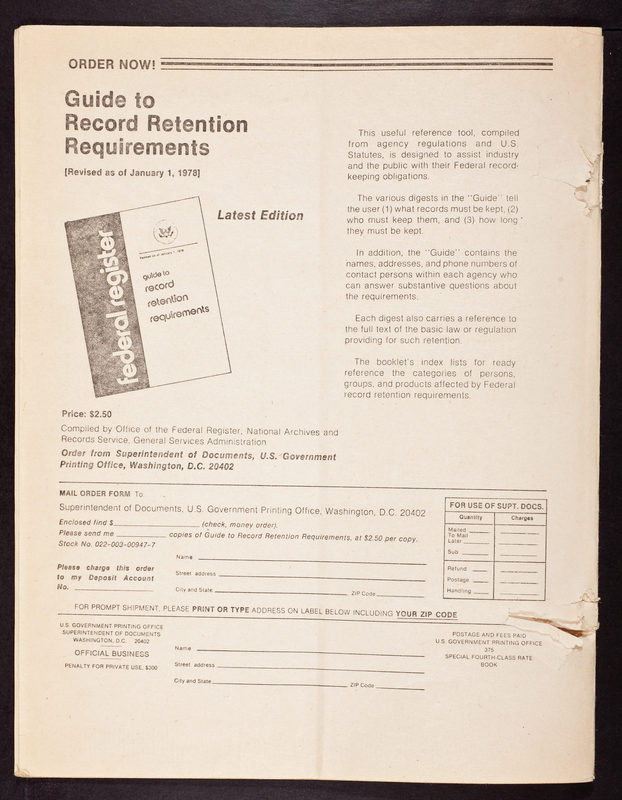 ORDER NOW!
Guide to
Record Retention
Requirements
[Revised as of January 1, 1978]
Latest Edition
federal register
Revised as of January 1, 1978
guide to
record
retention
requirements
This useful reference tool, compiled
from agency regulations and U.S.
Statutes, is designed to assist industry
and the public with their Federal record-
keeping obligations.
The various digests in the "Guide" tell
the user (1) what records must be kept, (2)
who must keep them, and (3) how long
they must be kept.
In addition, the "Guide" contains the
names, addresses, and phone numbers of
contact persons within each agency who
can answer substantive questions about
the requirements.
Each digest also carries a reference to
the full text of the basic law or regulation
providing for such retention.
The booklet's index lists for ready
reference the categories of persons,
groups, and products affected by Federal
record retention requirements.
Price: $2.50
Compiled by Office of the Federal Register, National Archives and
Records Service, General Services Administration
Order from Superintendent of Documents, U.S. Government
Printing Office, Washington, D.C. 20402
MAIL ORDER FORM To:
Superintendent of Documents, U.S. Government Printing Office, Washington, D.C. 20402
Enclosed find $ (check, money order).
Please send me copies of Guide to Record Retention Requirements, at $2.50 per copy.
Stock No. 022-003-00947-7
Please charge this order
to my Deposit Account
No.
Name
Street address
City and State ZIP Code
FOR USE OF SUPT. DOCS.
Quantity Charges
Mailed
To Mail
Later
Sub
Refund
Postage
Handling
FOR PROMPT SHIPMENT, PLEASE PRINT OR TYPE ADDRESS ON LABEL BELOW INCLUDING YOUR ZIP CODE
U.S. GOVERNMENT PRINTING OFFICE
SUPERINTENDENT OF DOCUMENTS
WASHINGTON, D.C. 20402
OFFICIAL BUSINESS
PENALTY FOR PRIVATE USE, $300
Name
Street address
City and State ZIP Code
POSTAGE AND FEES PAID
U.S. GOVERNMENT PRINTING OFFICE
375
SPECIAL FOURTH-CLASS RATE
BOOK